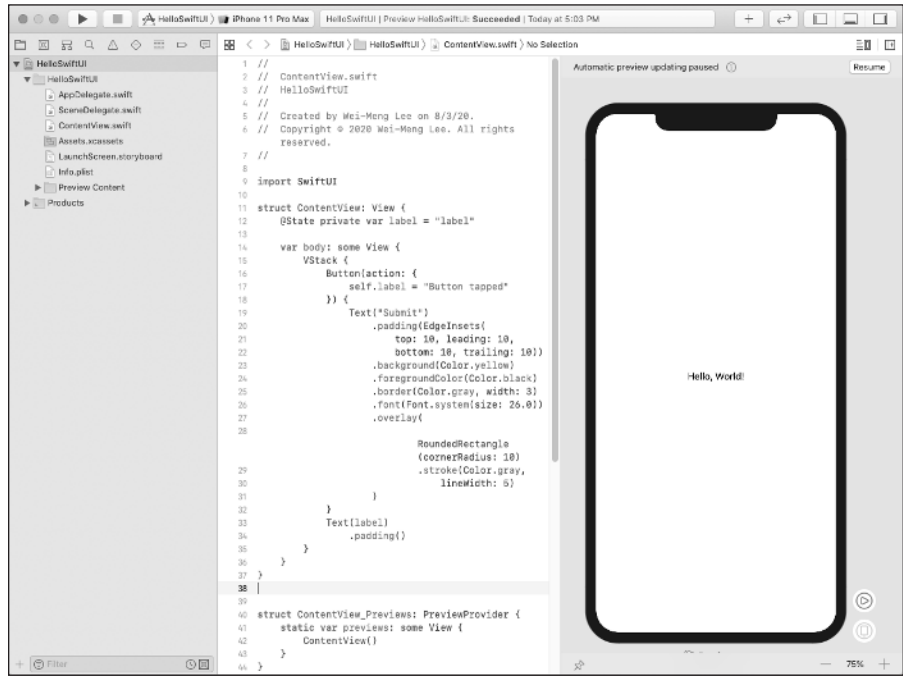 HelloSwiftUI ⟩ iPhone 11 Pro Max
HelloSwiftUI | Preview HelloSwiftUI: Succeeded | Today at 5:03 PM
HelloSwiftUI ⟩ HelloSwiftUI ⟩ ContentView.swift ⟩ No Selection
HelloSwiftUI
HelloSwiftUI
AppDelegate.swift
SceneDelegate.swift
ContentView.swift
Assets.xcassets
LaunchScreen.storyboard
Info.plist
Preview Content
Products
Filter
1 //
2 // ContentView.swift
3 // HelloSwiftUI
4 //
5 // Created by Wei-Meng Lee on 8/3/20.
6 // Copyright © 2020 Wei-Meng Lee. All rights
reserved.
7 //
8
9 import SwiftUI
10
11 struct ContentView: View {
12 @State private var label = "label"
13
14 var body: some View {
15 VStack {
16 Button(action: {
17 self.label = "Button tapped"
18 }) {
19 Text("Submit")
20 .padding(EdgeInsets(
21 top: 10, leading: 10,
22 bottom: 10, trailing: 10))
23 .background(Color.yellow)
24 .foregroundColor(Color.black)
25 .border(Color.gray, width: 3)
26 .font(Font.system(size: 26.0))
27 .overlay(
28
RoundedRectangle
(cornerRadius: 10)
29 .stroke(Color.gray,
30 lineWidth: 5)
31 )
32 }
33 Text(label)
34 .padding()
35 }
36 }
37 }
38
39
40 struct ContentView_Previews: PreviewProvider {
41 static var previews: some View {
42 ContentView()
43 }
44 }
Automatic preview updating paused
Resume
Hello, World!
75%